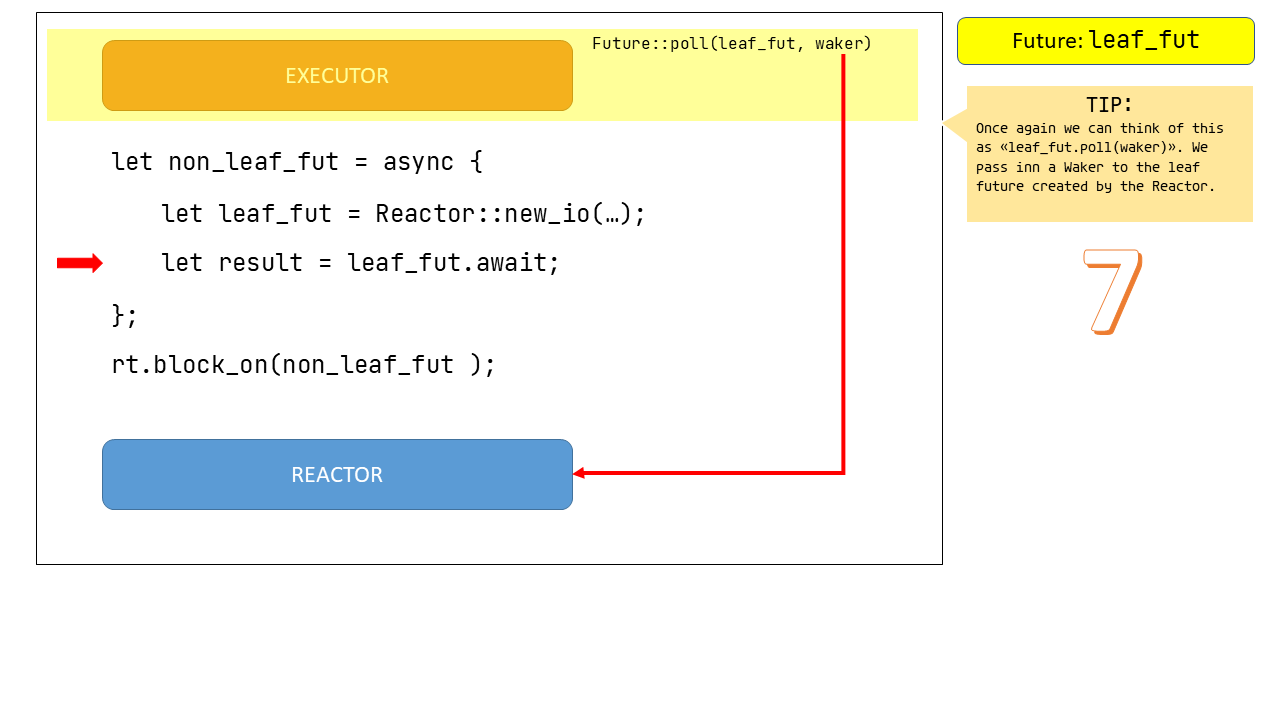 EXECUTOR
Future::poll(leaf_fut, waker)
let non_leaf_fut = async {
let leaf_fut = Reactor::new_io(…);
let result = leaf_fut.await;
};
rt.block_on(non_leaf_fut );
REACTOR
Future: leaf_fut
TIP:
Once again we can think of this
as «leaf_fut.poll(waker)». We
pass inn a Waker to the leaf
future created by the Reactor.
7